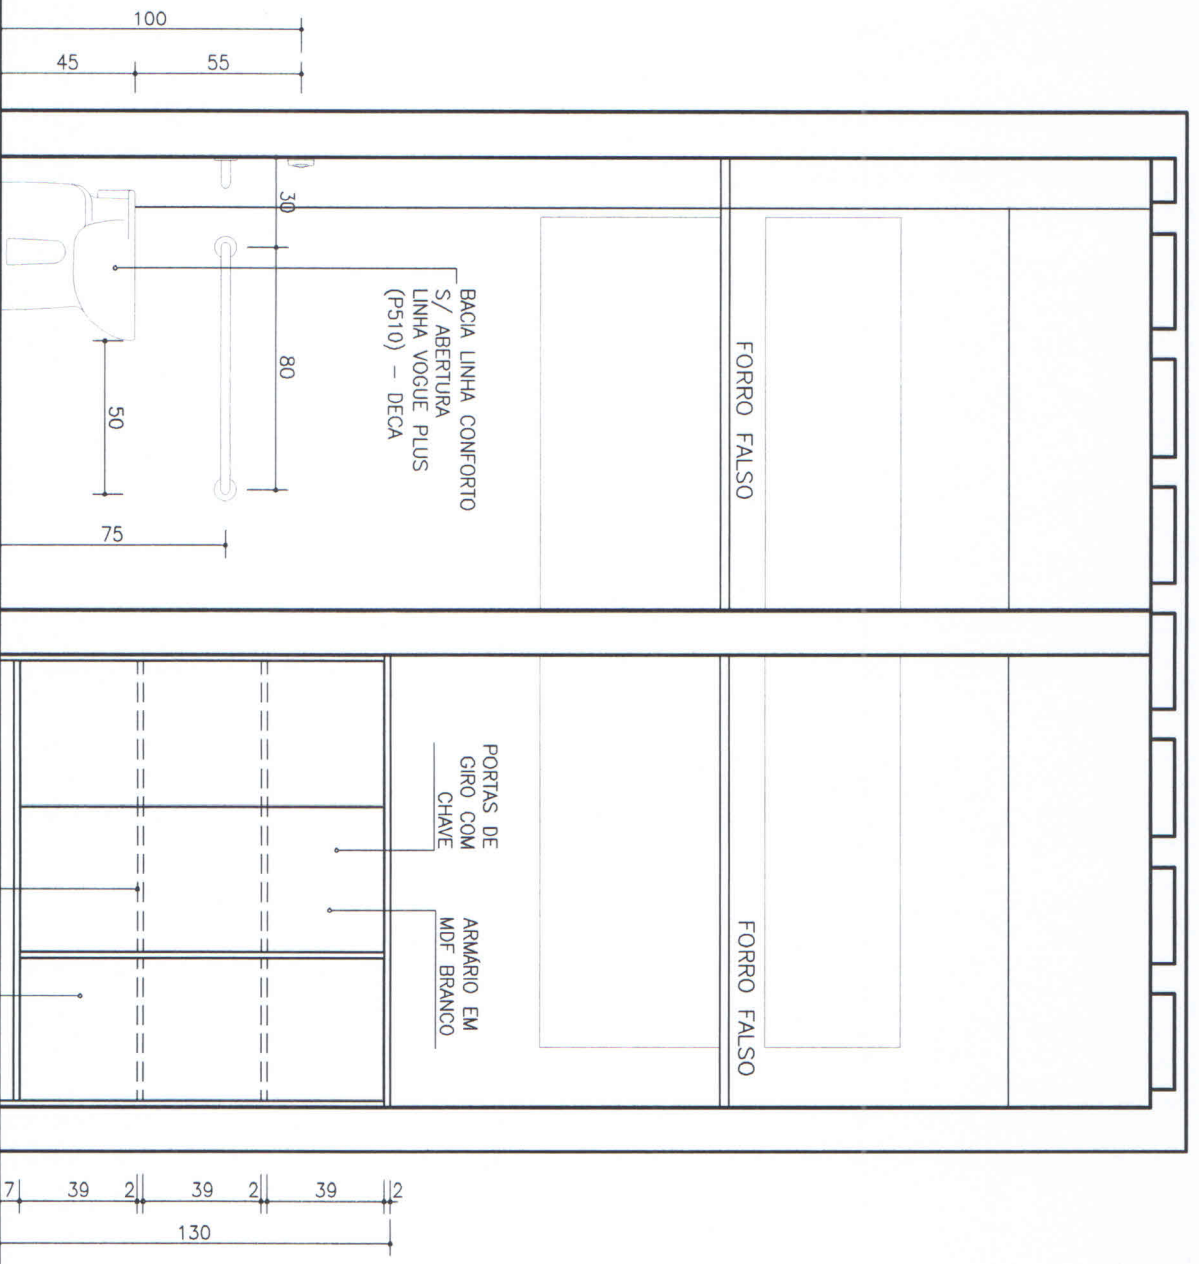 100
45
55
30
80
50
75
BACIA LINHA CONFORTO
S/ ABERTURA
LINHA VOGUE PLUS
(P510) – DECA
FORRO FALSO
PORTAS DE
GIRO COM
CHAVE
ARMÁRIO EM
MDF BRANCO
FORRO FALSO
7
39
2
39
2
39
2
130